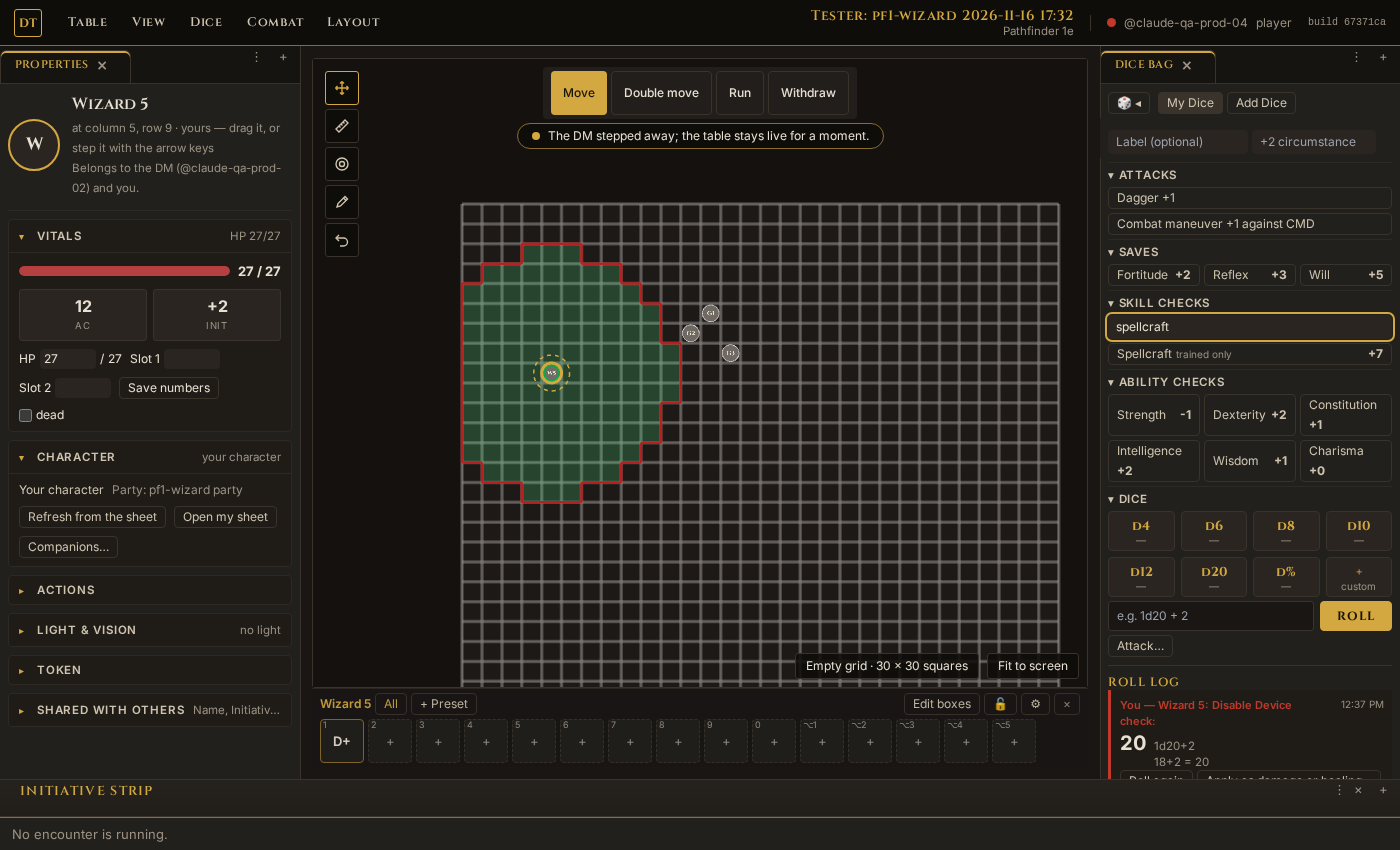 DT
TABLE
VIEW
DICE
COMBAT
LAYOUT
TESTER: PF1-WIZARD 2026-11-16 17:32
Pathfinder 1e
@claude-qa-prod-04 player
build 67371ca
PROPERTIES ×
⋮ +
WIZARD 5
W
at column 5, row 9 · yours — drag it, or
step it with the arrow keys
Belongs to the DM (@claude-qa-prod-
02) and you.
▾ VITALS HP 27/27
27 / 27
12
AC
+2
INIT
HP 27 / 27 Slot 1
Slot 2 Save numbers
dead
▾ CHARACTER your character
Your character Party: pf1-wizard party
Refresh from the sheet Open my sheet
Companions...
▸ ACTIONS
▸ LIGHT & VISION no light
▸ TOKEN
▸ SHARED WITH OTHERS Name, Initiativ...
Move
Double move
Run
Withdraw
The DM stepped away; the table stays live for a moment.
G1
G2
G3
W5
Empty grid · 30 × 30 squares
Fit to screen
Wizard 5 All + Preset
Edit boxes ×
1 2 3 4 5 6 7 8 9 0 ⌥1 ⌥2 ⌥3 ⌥4 ⌥5
D+ + + + + + + + + + + + + + +
DICE BAG ×
⋮ +
◂ My Dice Add Dice
Label (optional) +2 circumstance
▾ ATTACKS
Dagger +1
Combat maneuver +1 against CMD
▾ SAVES
Fortitude +2 Reflex +3 Will +5
▾ SKILL CHECKS
spellcraft
Spellcraft trained only +7
▾ ABILITY CHECKS
Strength -1 Dexterity +2 Constitution +1
Intelligence +2 Wisdom +1 Charisma +0
▾ DICE
D4 D6 D8 D10
— — — —
D12 D20 D% +
— — — custom
e.g. 1d20 + 2 ROLL
Attack...
ROLL LOG
You — Wizard 5: Disable Device 12:37 PM
check:
20 1d20+2
18+2 = 20
Roll again Apply as damage or healing...
INITIATIVE STRIP
⋮ × +
No encounter is running.